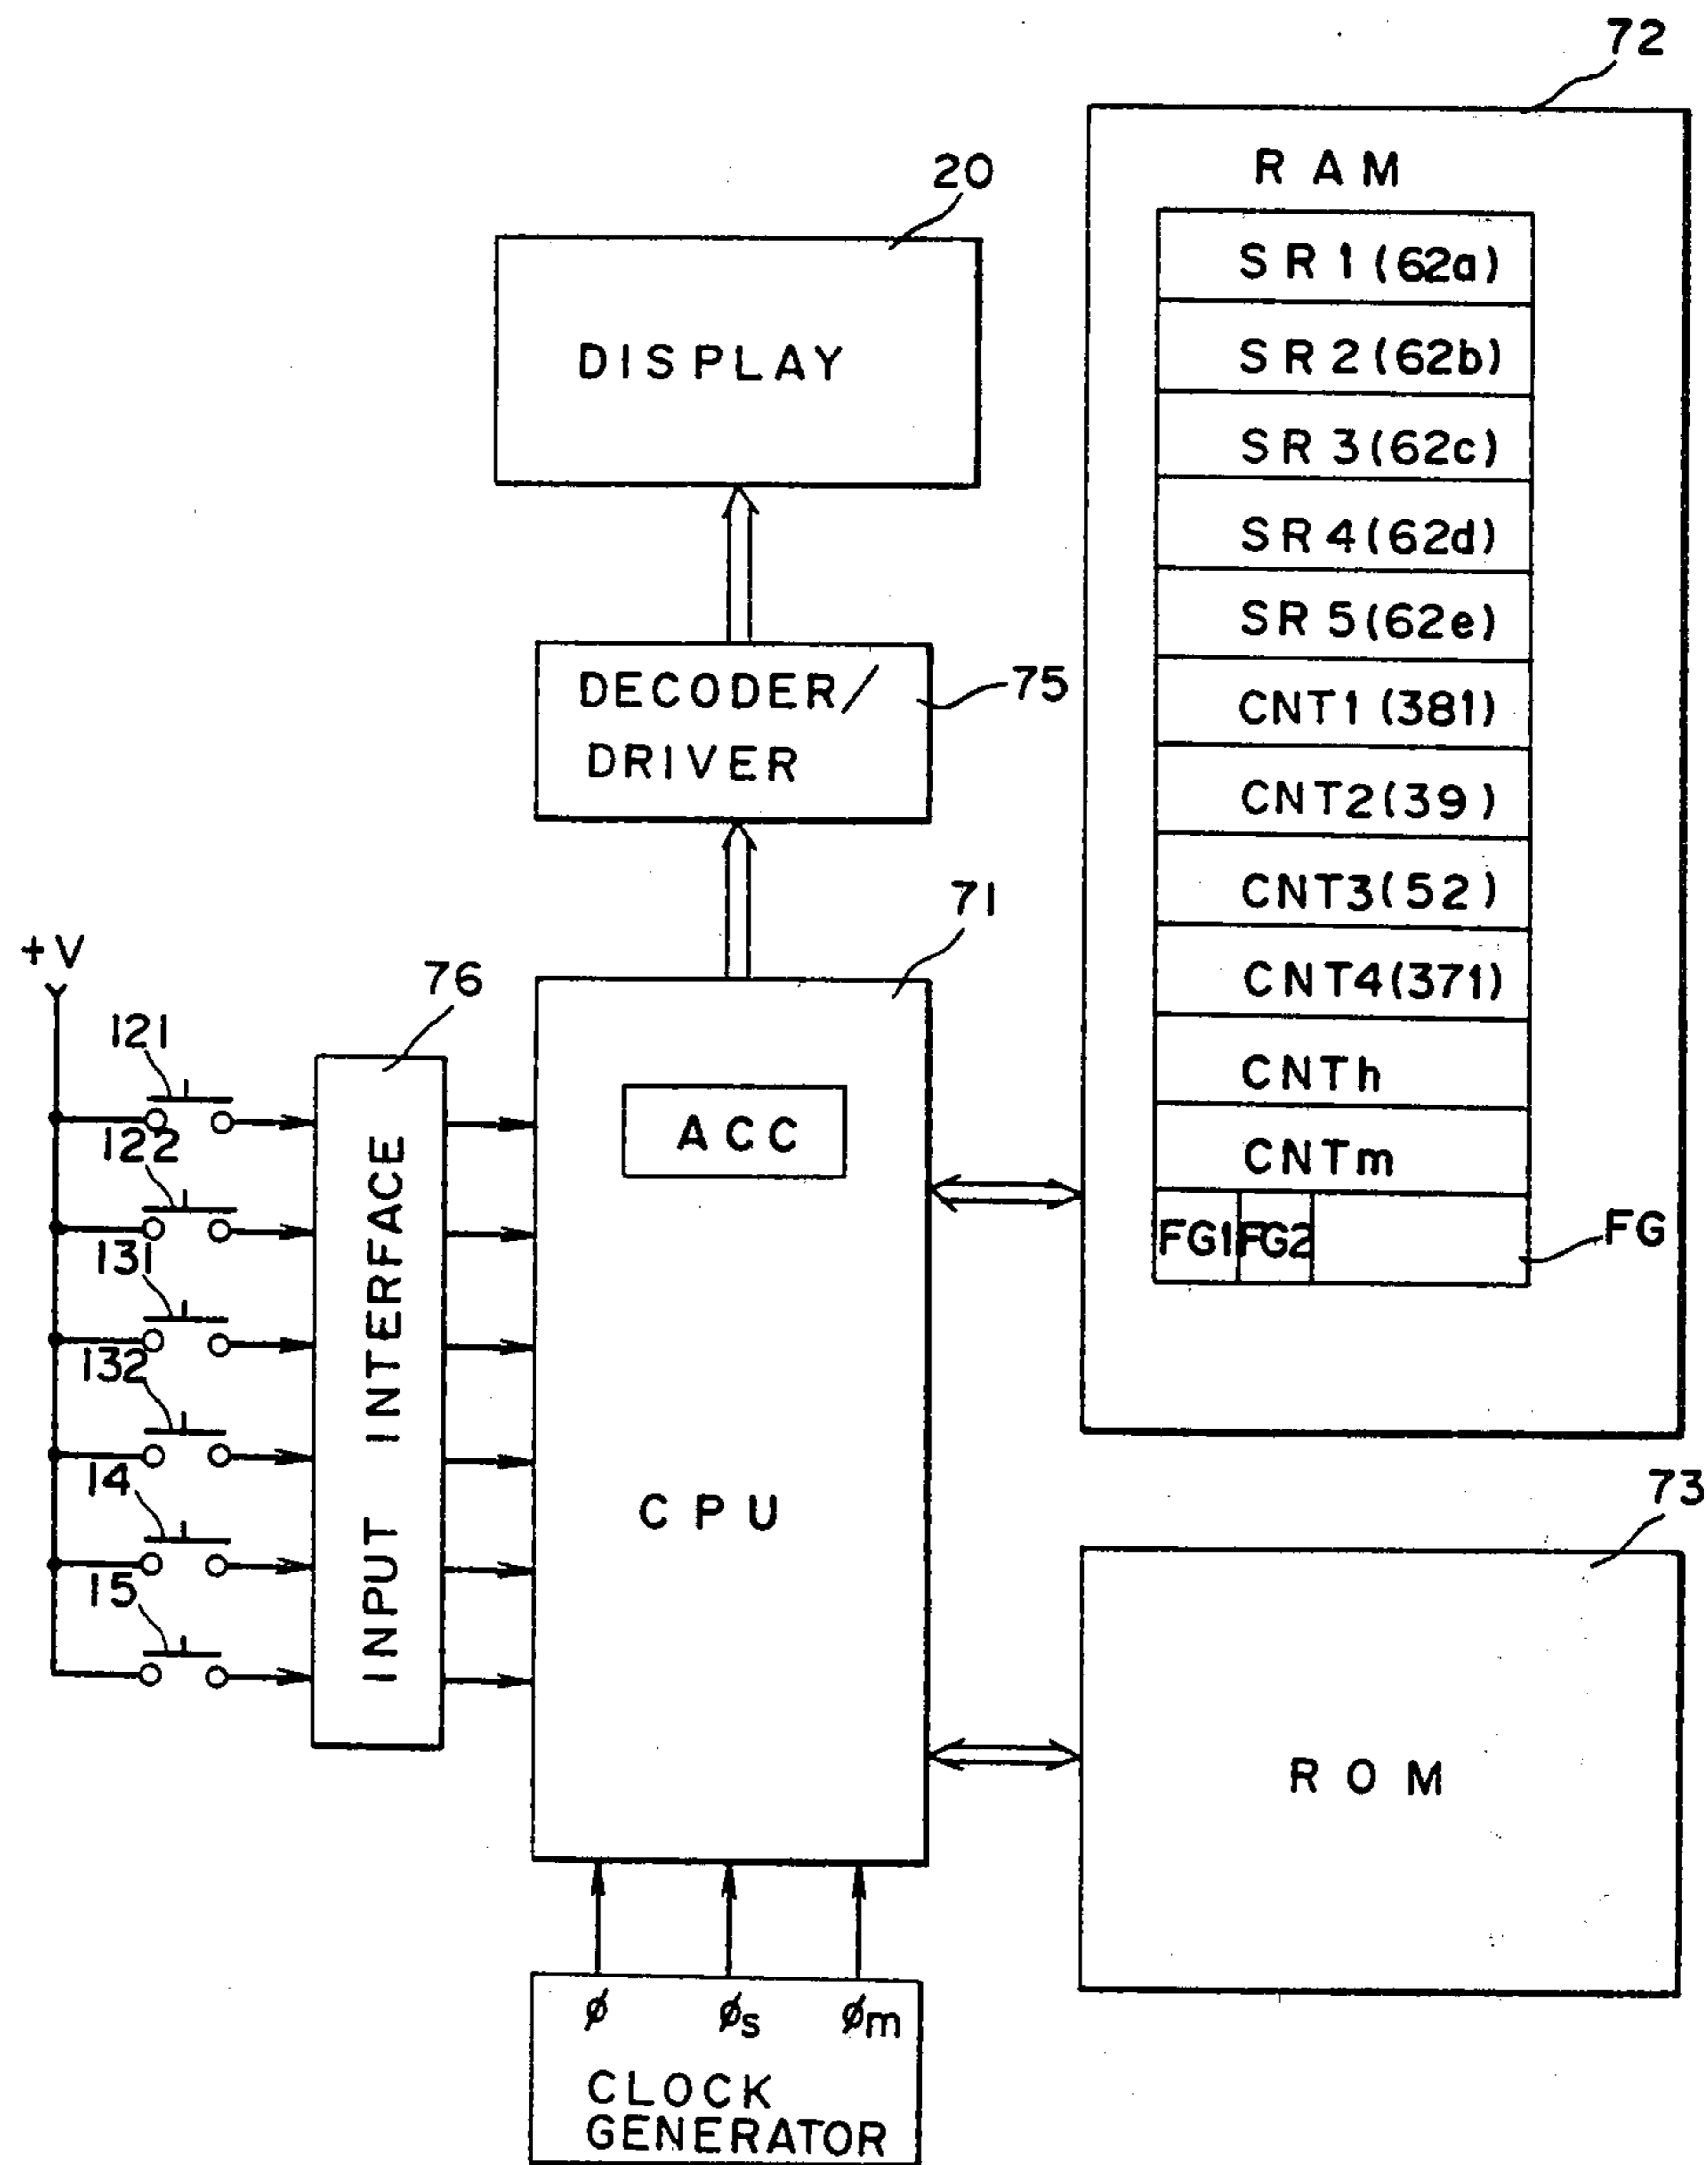 72
RAM
SR1(62a)
SR2(62b)
SR3(62c)
SR4(62d)
SR5(62e)
CNT1(381)
CNT2(39)
CNT3(52)
CNT4(371)
CNTh
CNTm
FG1
FG2
FG
20
DISPLAY
75
DECODER/
DRIVER
71
ACC
CPU
+V
76
121
122
131
132
14
15
INPUT INTERFACE
73
ROM
ø
øs
øm
CLOCK
GENERATOR